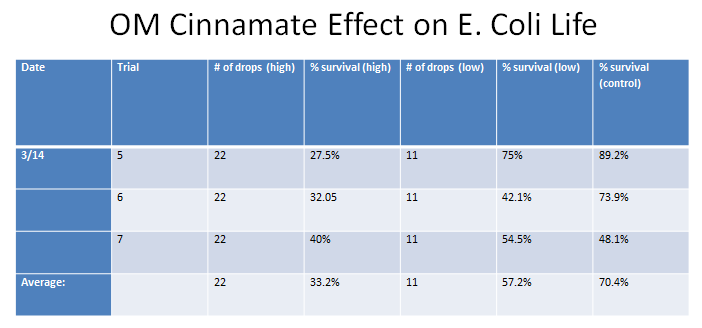 OM Cinnamate Effect on E. Coli Life
Date Trial # of drops (high) % survival (high) # of drops (low) % survival (low) % survival
(control)
3/14 5 22 27.5% 11 75% 89.2%
6 22 32.05 11 42.1% 73.9%
7 22 40% 11 54.5% 48.1%
Average: 22 33.2% 11 57.2% 70.4%